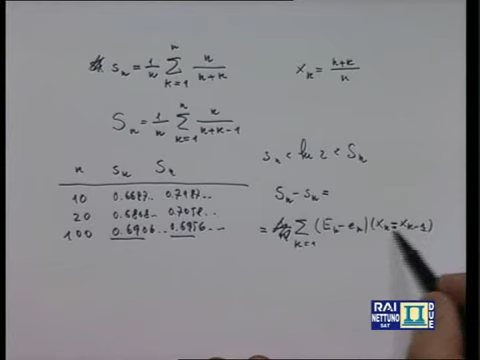 s_n = 1/n Σ_{k=1}^{n} n/(n+k)    x_k = (n+k)/n
S_n = 1/n Σ_{k=1}^{n} n/(n+k-1)
s_n < ln 2 < S_n
n    s_n    S_n
10  0.6687..  0.7187..
20  0.6808..  0.7058..
100  0.6906..  0.6956...
S_n - s_n =
= Σ_{k=1} (E_k - e_k)(x_k - x_{k-1})
RAI
NETTUNO
SAT
DUE